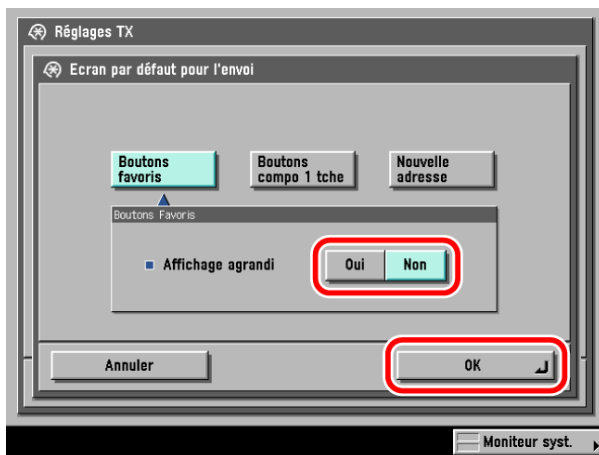 Réglages TX
Ecran par défaut pour l'envoi
Boutons favoris
Boutons compo 1 tche
Nouvelle adresse
Boutons Favoris
Affichage agrandi
Oui
Non
Annuler
OK
Moniteur syst.